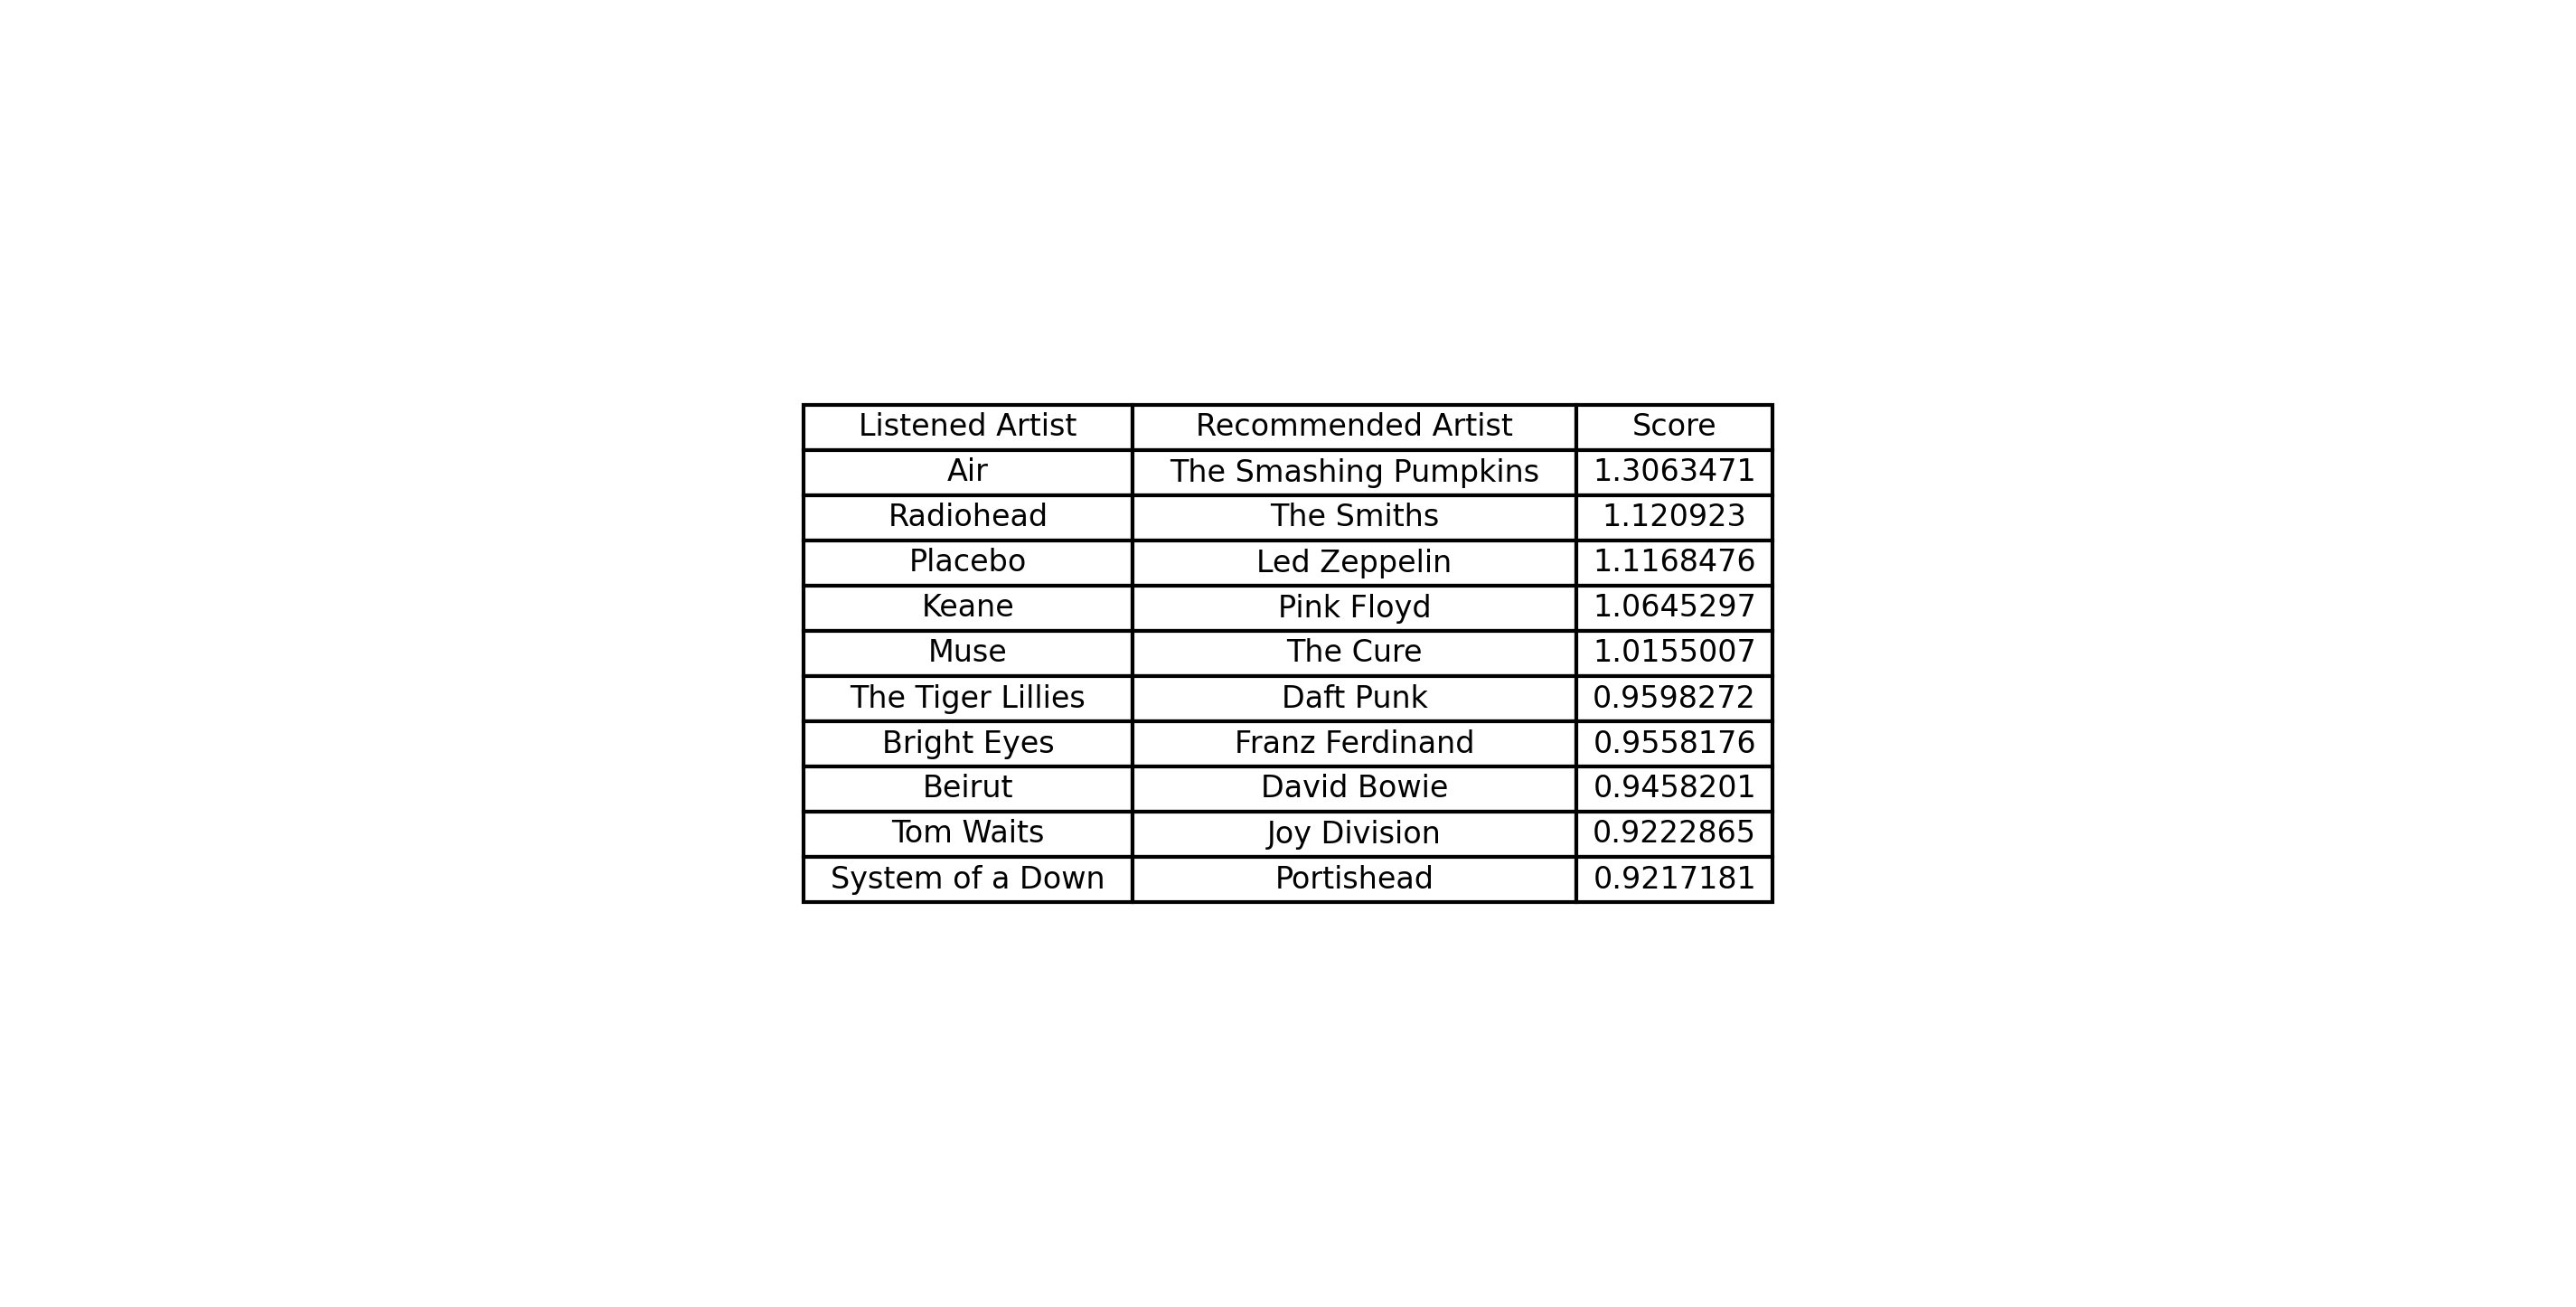 Listened Artist Recommended Artist Score
Air The Smashing Pumpkins 1.3063471
Radiohead The Smiths 1.120923
Placebo Led Zeppelin 1.1168476
Keane Pink Floyd 1.0645297
Muse The Cure 1.0155007
The Tiger Lillies Daft Punk 0.9598272
Bright Eyes Franz Ferdinand 0.9558176
Beirut David Bowie 0.9458201
Tom Waits Joy Division 0.9222865
System of a Down Portishead 0.9217181